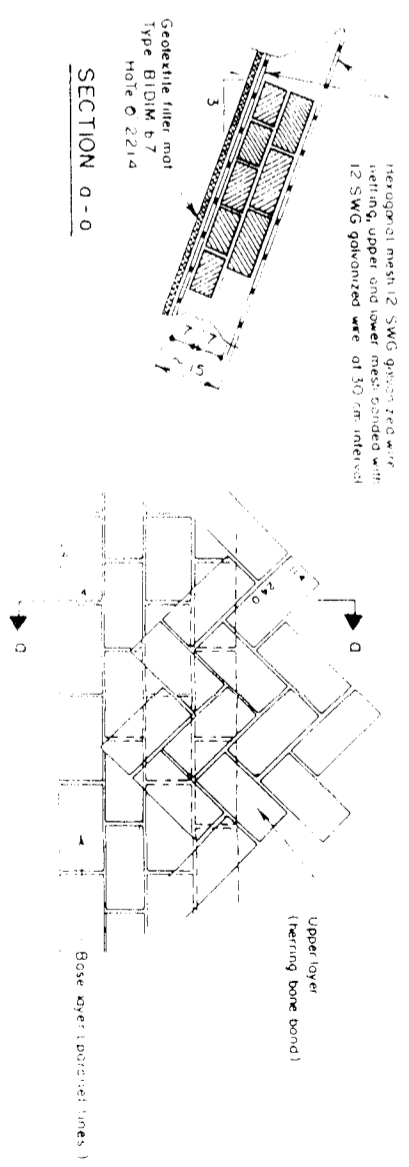 Hexagonal mesh 12 SWG galvanized wire
netting, upper and lower mesh bonded with
12 SWG galvanized wire at 30 cm interval
3
7
7
~ 15
Geotextile filter mat
Type BIDIM b 7
SECTION a - a
a
a
Upper layer
(herring bone bond)
Base layer (parallel lines)